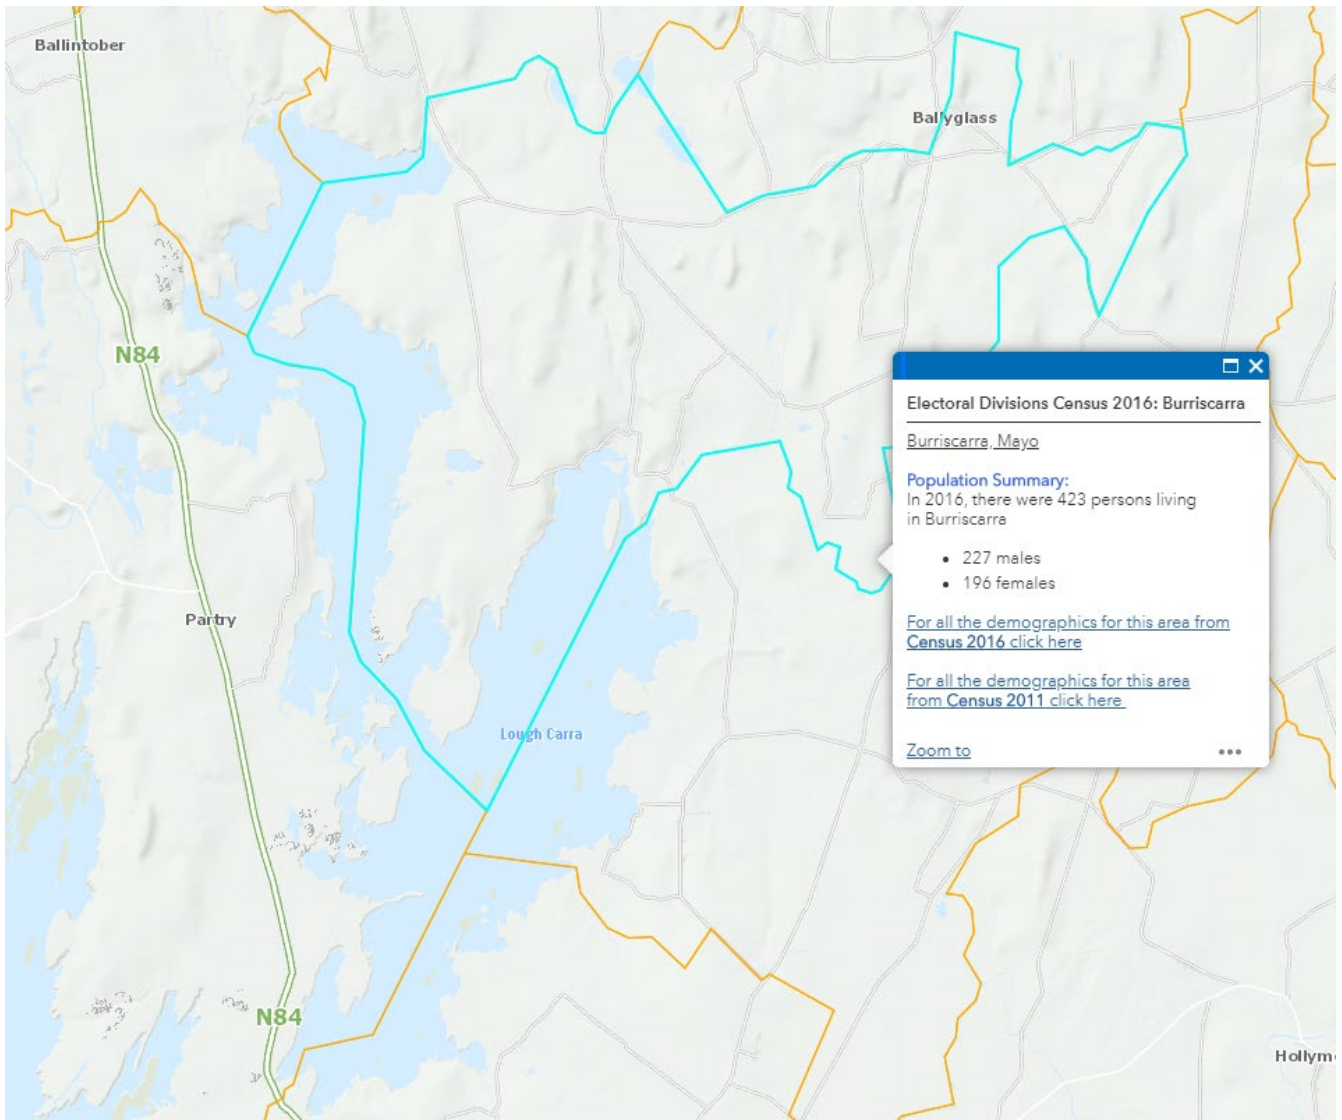 Ballintober
Ballyglass
N84
Electoral Divisions Census 2016: Burriscarra
Burriscarra, Mayo
Population Summary:
In 2016, there were 423 persons living
in Burriscarra
• 227 males
• 196 females
For all the demographics for this area from
Census 2016 click here
For all the demographics for this area
from Census 2011 click here
Zoom to
Partry
Lough Carra
N84
Hollym